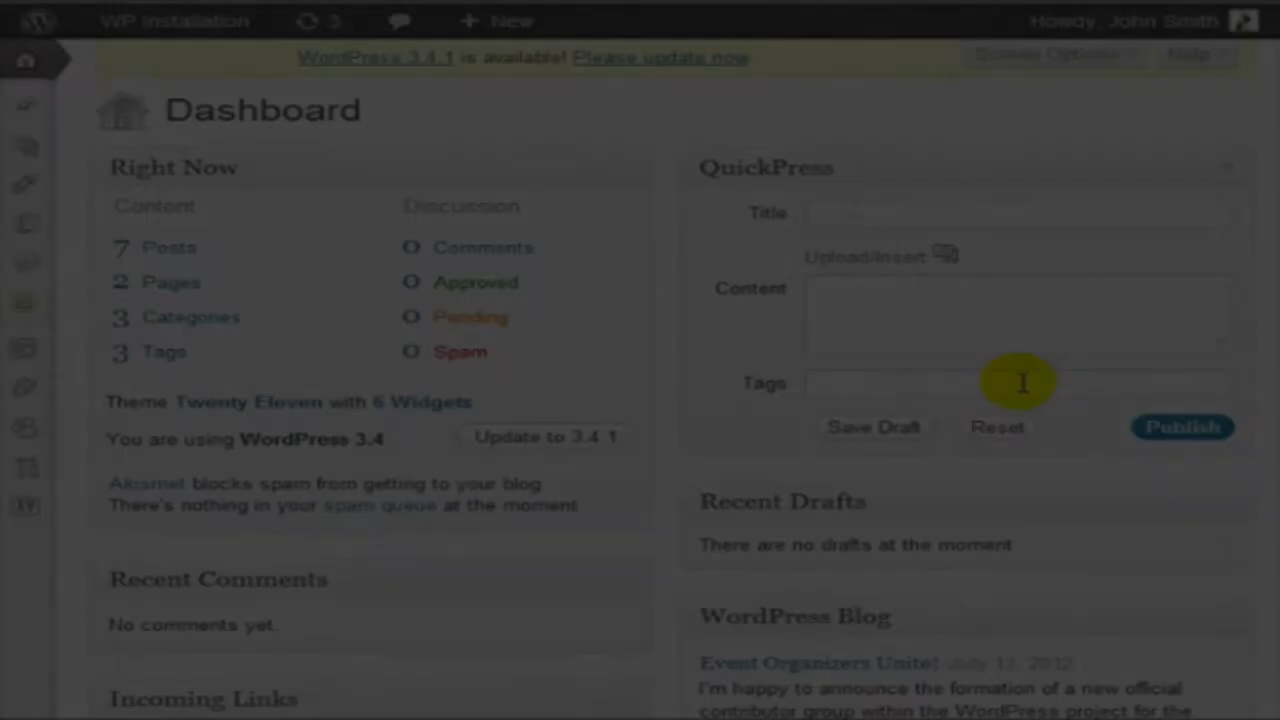 WP Installation 3 + New Howdy, John Smith
WordPress 3.4.1 is available! Please update now Screen Options Help
Dashboard
Right Now
Content Discussion
7 Posts 0 Comments
2 Pages 0 Approved
3 Categories 0 Pending
3 Tags 0 Spam
Theme Twenty Eleven with 6 Widgets
You are using WordPress 3.4 Update to 3.4.1
Akismet blocks spam from getting to your blog.
There's nothing in your spam queue at the moment.
Recent Comments
No comments yet.
Incoming Links
QuickPress
Title
Upload/Insert
Content
Tags
Save Draft Reset Publish
Recent Drafts
There are no drafts at the moment
WordPress Blog
Event Organizers Unite! July 11, 2012
I'm happy to announce the formation of a new official
contributor group within the WordPress project for the